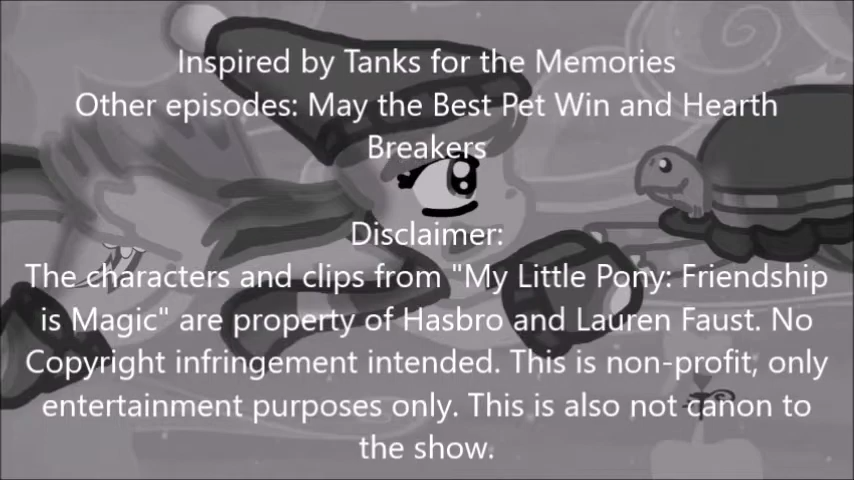 Inspired by Tanks for the Memories
Other episodes: May the Best Pet Win and Hearth
Breakers
Disclaimer:
The characters and clips from "My Little Pony: Friendship
is Magic" are property of Hasbro and Lauren Faust. No
Copyright infringement intended. This is non-profit, only
entertainment purposes only. This is also not canon to
the show.